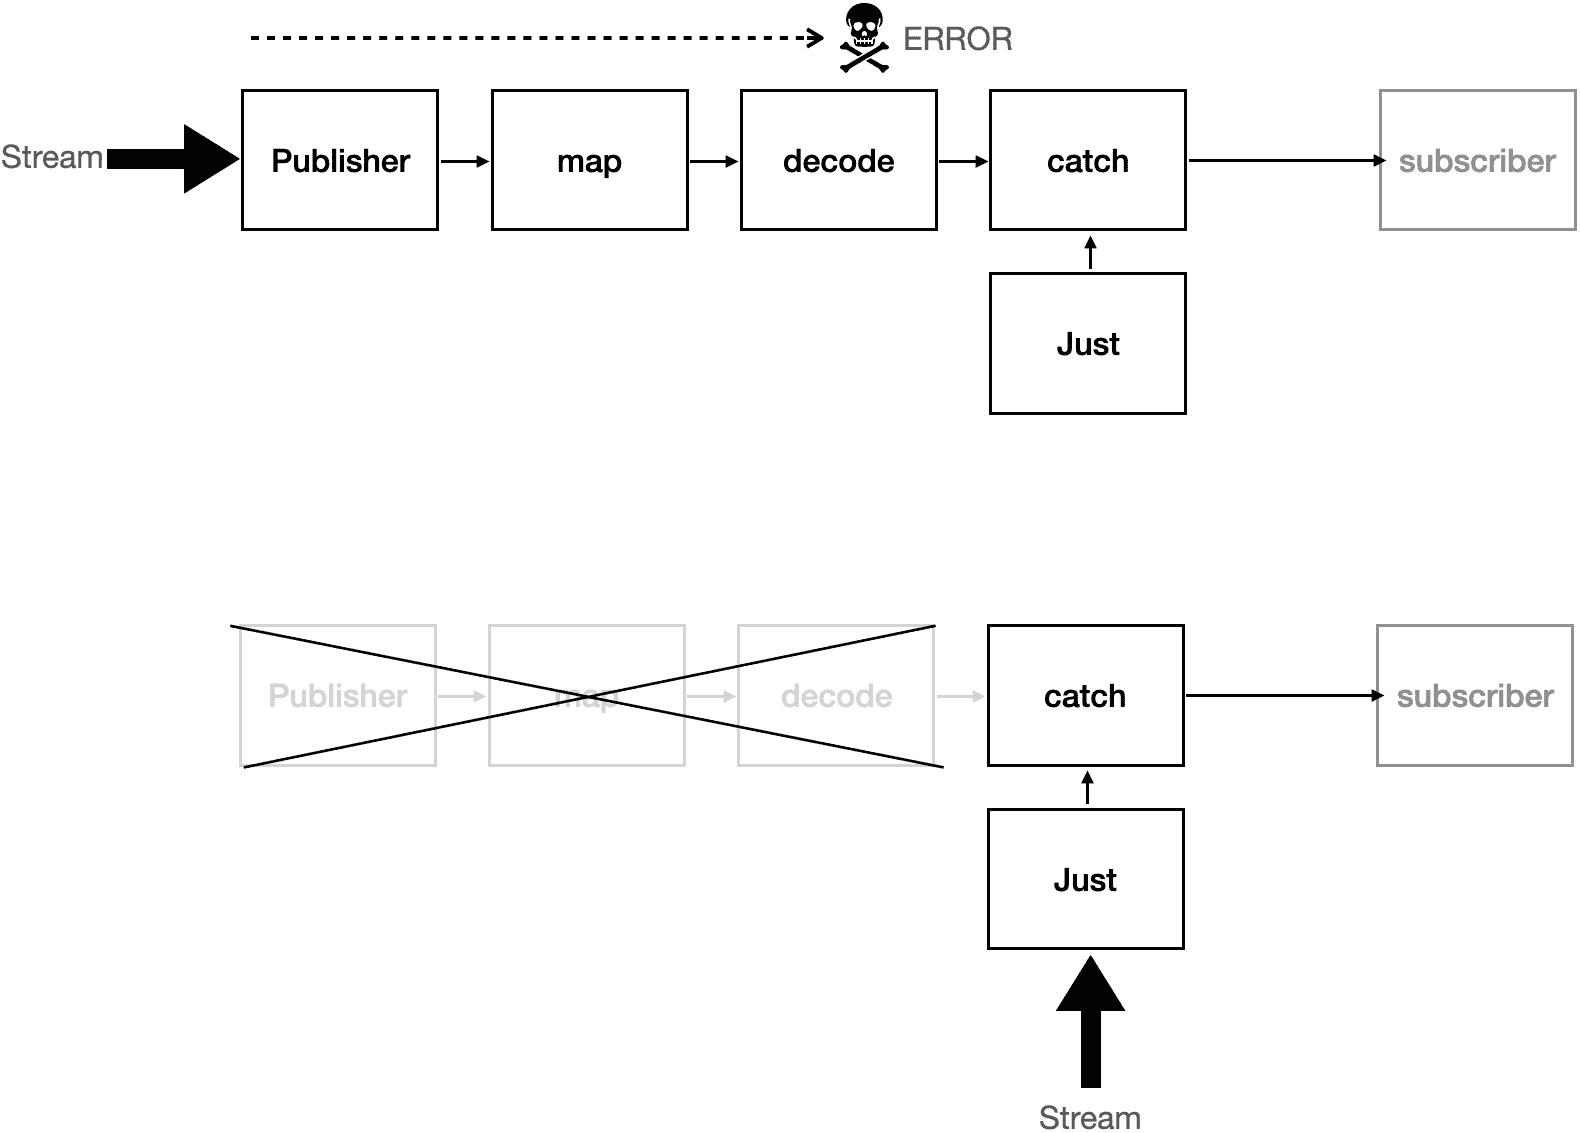 ERROR
Stream
Publisher
map
decode
catch
subscriber
Just
Publisher
map
decode
catch
subscriber
Just
Stream